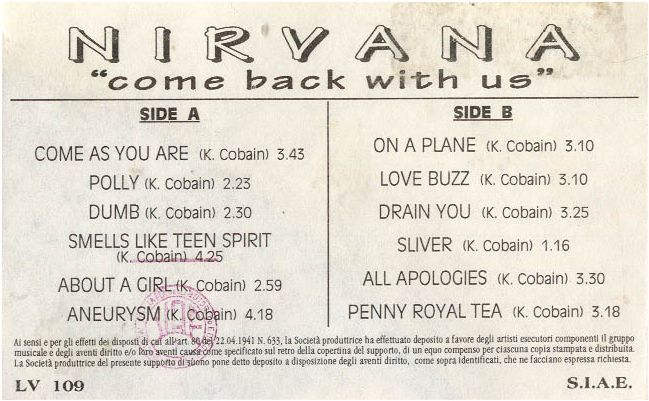 NIRVANA
"come back with us"
SIDE A
COME AS YOU ARE (K. Cobain) 3.43
POLLY (K. Cobain) 2.23
DUMB (K. Cobain) 2.30
SMELLS LIKE TEEN SPIRIT
(K. Cobain) 4.25
ABOUT A GIRL (K. Cobain) 2.59
ANEURYSM (K. Cobain) 4.18
SIDE B
ON A PLANE (K. Cobain) 3.10
LOVE BUZZ (K. Cobain) 3.10
DRAIN YOU (K. Cobain) 3.25
SLIVER (K. Cobain) 1.16
ALL APOLOGIES (K. Cobain) 3.30
PENNY ROYAL TEA (K. Cobain) 3.18
Ai sensi e per gli effetti dei disposti di cui all'art. 80 del 22.04.1941 N. 633, la Società produttrice ha effettuato deposito a favore degli artisti esecutori componenti Il gruppo
musicale e degli aventi diritto e/o loro aventi causa come specificato sul retro della copertina del supporto, di un equo compenso per ciascuna copia stampata e distribuita.
La Società produttrice del presente supporto di suono pone detto deposito a disposizione degli aventi diritto, come sopra identificati, che ne facciano espressa richiesta.
LV 109
S.I.A.E.